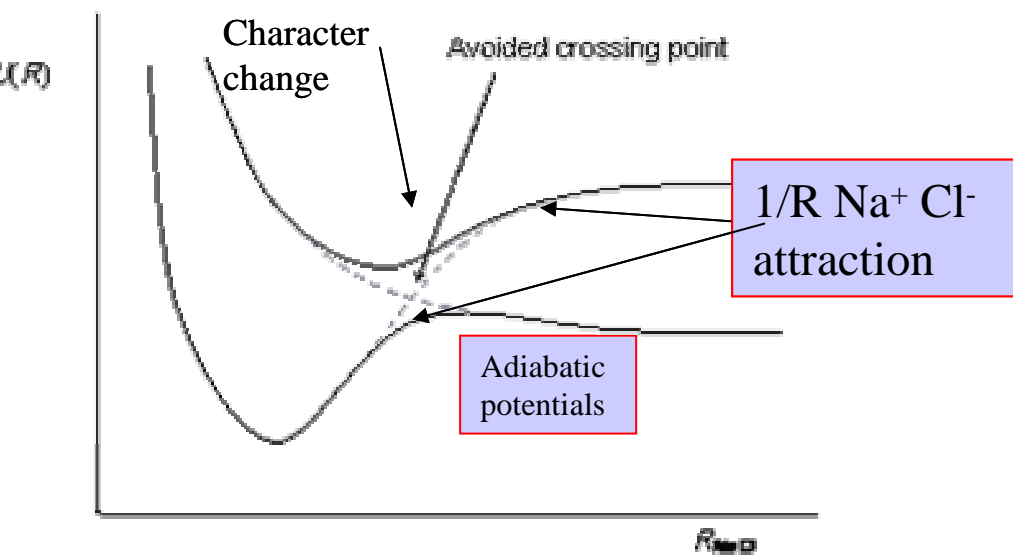 Character
change
Avoided crossing point
U(R)
1/R Na⁺ Cl⁻
attraction
Adiabatic
potentials